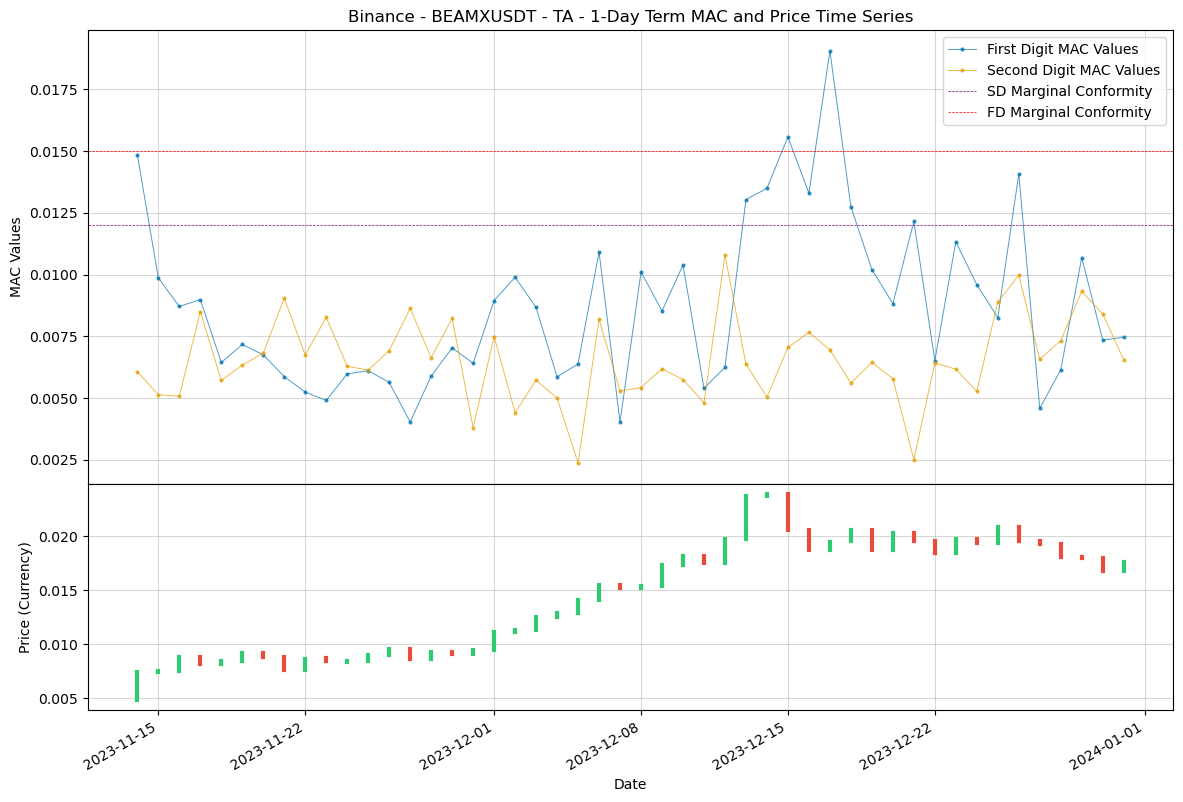 Binance - BEAMXUSDT - TA - 1-Day Term MAC and Price Time Series
First Digit MAC Values
Second Digit MAC Values
SD Marginal Conformity
FD Marginal Conformity
MAC Values
0.0175
0.0150
0.0125
0.0100
0.0075
0.0050
0.0025
Price (Currency)
0.020
0.015
0.010
0.005
2023-11-15
2023-11-22
2023-12-01
2023-12-08
2023-12-15
2023-12-22
2024-01-01
Date